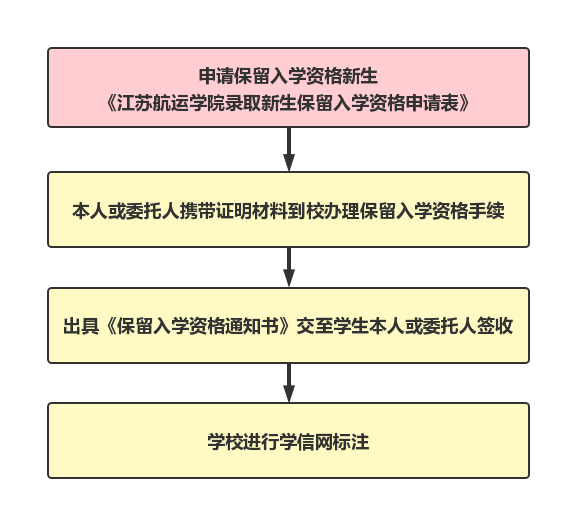 申请保留入学资格新生
《江苏航运学院录取新生保留入学资格申请表》
本人或委托人携带证明材料到校办理保留入学资格手续
出具《保留入学资格通知书》交至学生本人或委托人签收
学校进行学信网标注